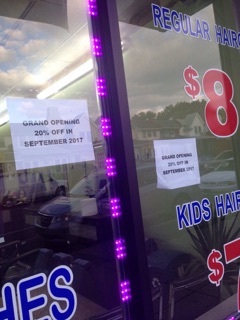 REGULAR HAIRC
$8
GRAND OPENING
20% OFF IN
SEPTEMBER 2017
GRAND OPENING
20% OFF IN
SEPTEMBER 2017
KIDS HAIR
$
HES